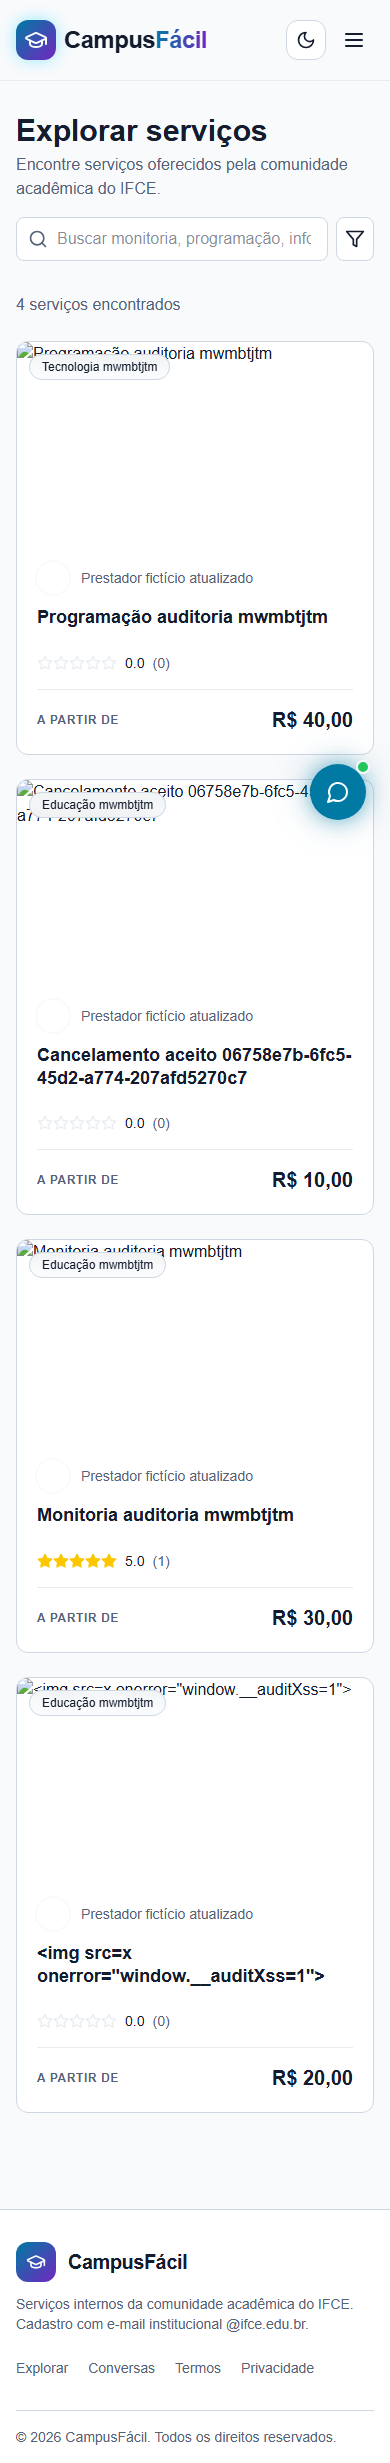 CampusFácil
Explorar serviços
Encontre serviços oferecidos pela comunidade
acadêmica do IFCE.
Buscar monitoria, programação, info
4 serviços encontrados
Programação auditoria mwmbtjtm
Tecnologia mwmbtjtm
Prestador fictício atualizado
Programação auditoria mwmbtjtm
0.0 (0)
A PARTIR DE R$ 40,00
Cancelamento aceito 06758e7b-6fc5-
Educação mwmbtjtm
Prestador fictício atualizado
Cancelamento aceito 06758e7b-6fc5-
45d2-a774-207afd5270c7
0.0 (0)
A PARTIR DE R$ 10,00
Monitoria auditoria mwmbtjtm
Educação mwmbtjtm
Prestador fictício atualizado
Monitoria auditoria mwmbtjtm
5.0 (1)
A PARTIR DE R$ 30,00
<img src=x onerror="window.__auditXss=1">
Educação mwmbtjtm
Prestador fictício atualizado
<img src=x
onerror="window.__auditXss=1">
0.0 (0)
A PARTIR DE R$ 20,00
CampusFácil
Serviços internos da comunidade acadêmica do IFCE.
Cadastro com e-mail institucional @ifce.edu.br.
Explorar Conversas Termos Privacidade
© 2026 CampusFácil. Todos os direitos reservados.